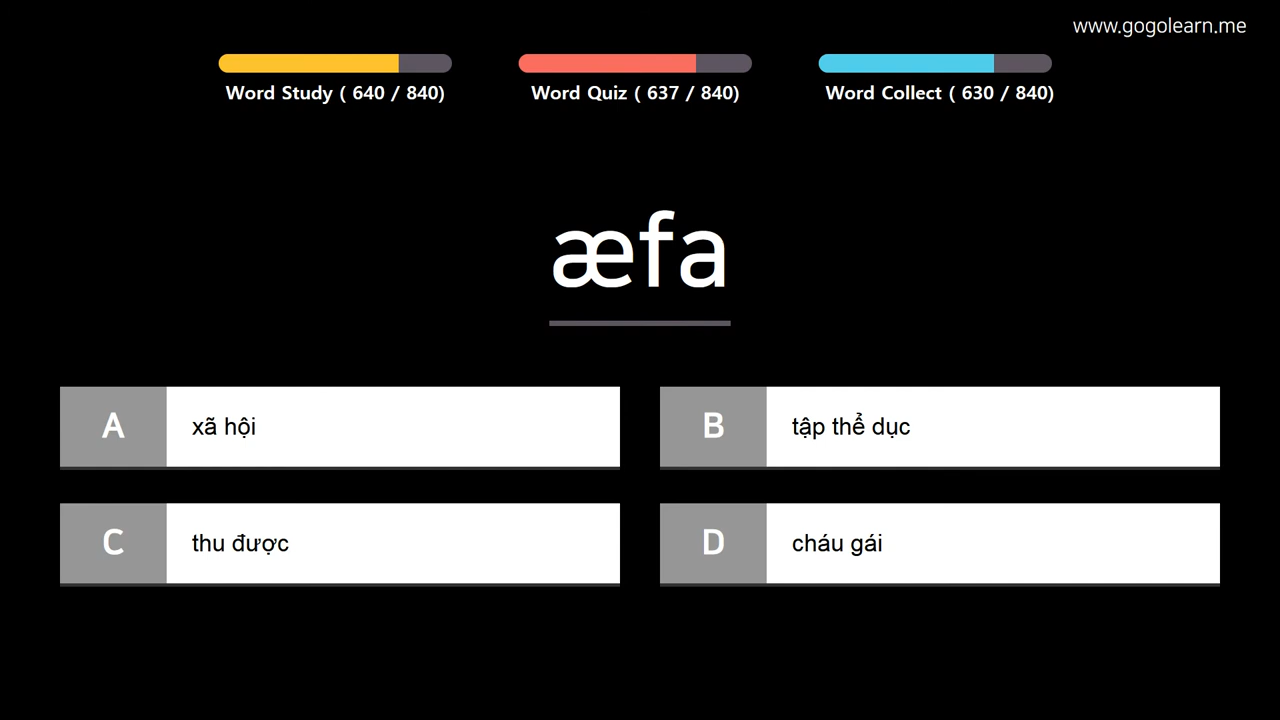 www.gogolearn.me
Word Study ( 640 / 840)
Word Quiz ( 637 / 840)
Word Collect ( 630 / 840)
æfa
A xã hội
B tập thể dục
C thu được
D cháu gái